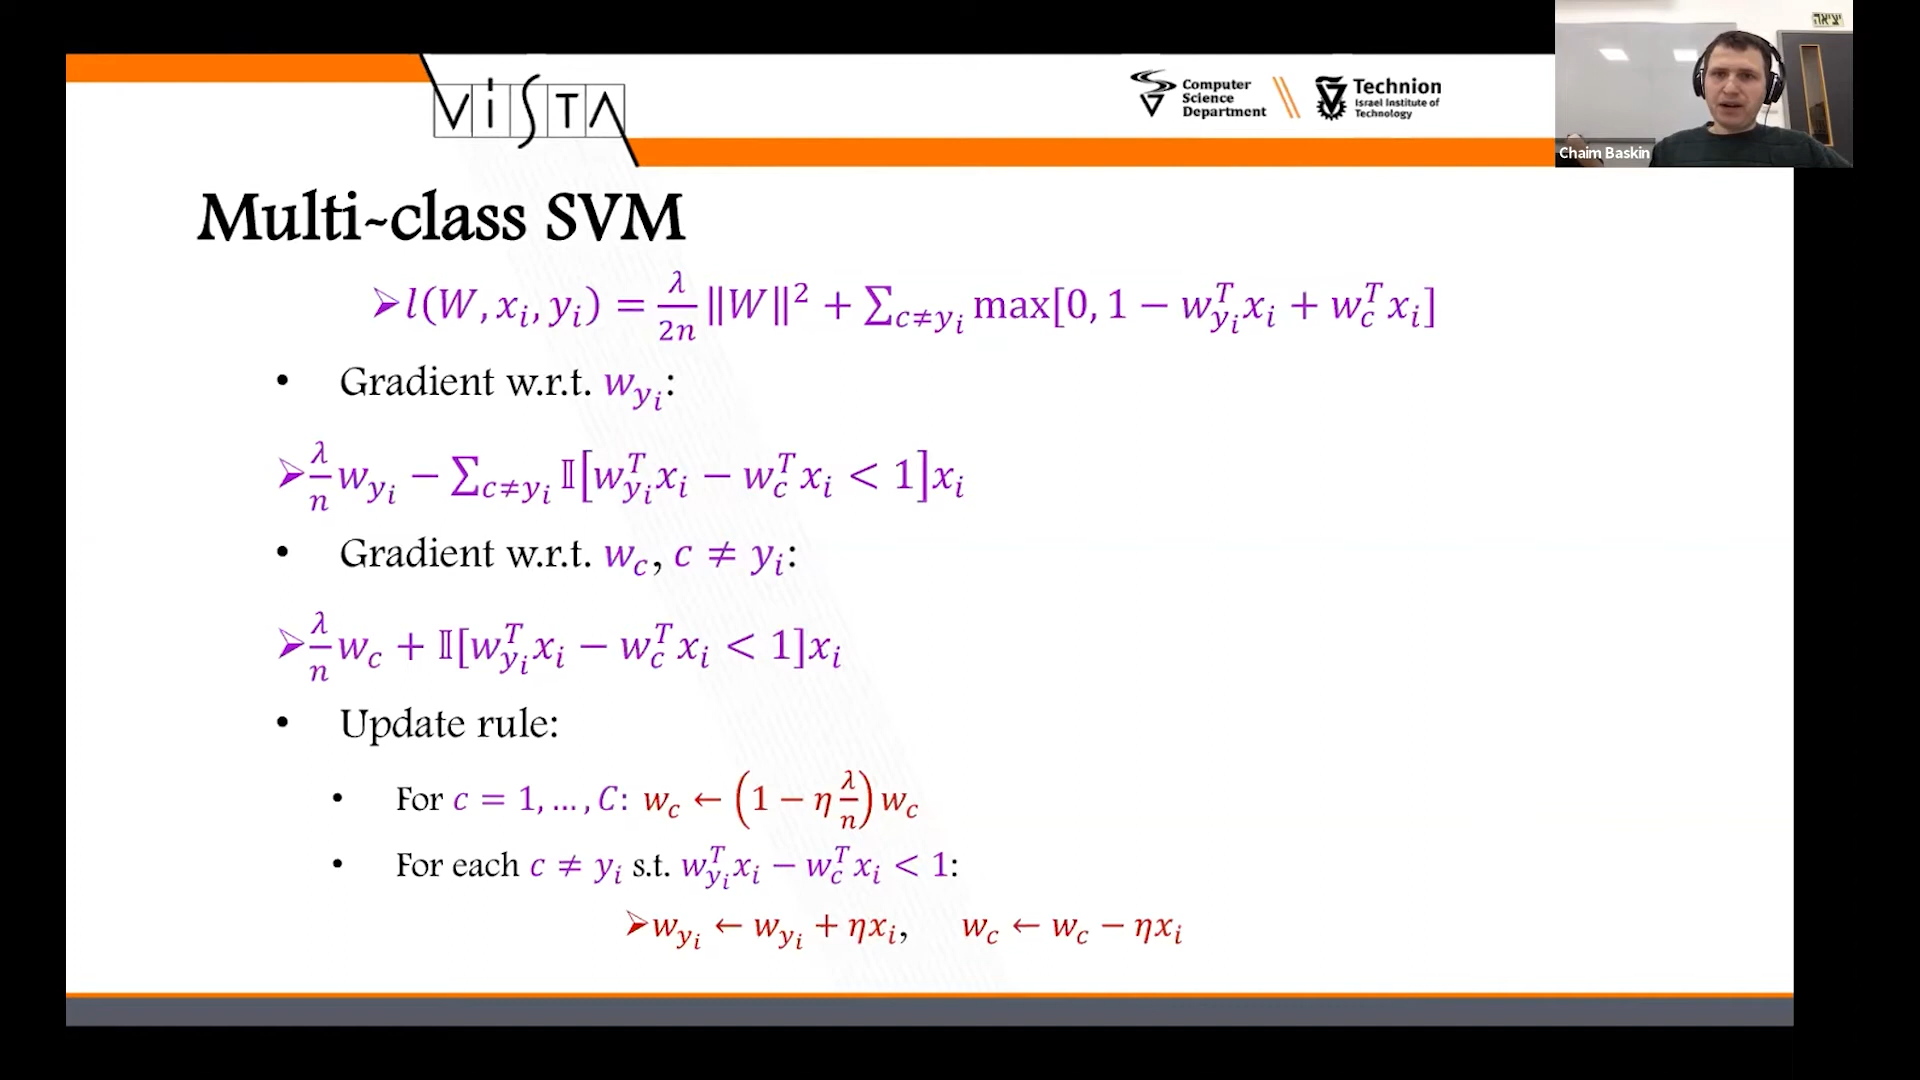 ViSTA
Computer
Science
Department
Technion
Israel Institute of
Technology
יציאה
Chaim Baskin
Multi-class SVM
➢ l(W, x_i, y_i) = λ/2n ‖W‖² + ∑_{c≠y_i} max[0, 1 − w_{y_i}^T x_i + w_c^T x_i]
• Gradient w.r.t. w_{y_i}:
➢ λ/n w_{y_i} − ∑_{c≠y_i} 𝕀[w_{y_i}^T x_i − w_c^T x_i < 1]x_i
• Gradient w.r.t. w_c, c ≠ y_i:
➢ λ/n w_c + 𝕀[w_{y_i}^T x_i − w_c^T x_i < 1]x_i
• Update rule:
• For c = 1, … , C: w_c ← (1 − η λ/n) w_c
• For each c ≠ y_i s.t. w_{y_i}^T x_i − w_c^T x_i < 1:
➢ w_{y_i} ← w_{y_i} + ηx_i, w_c ← w_c − ηx_i